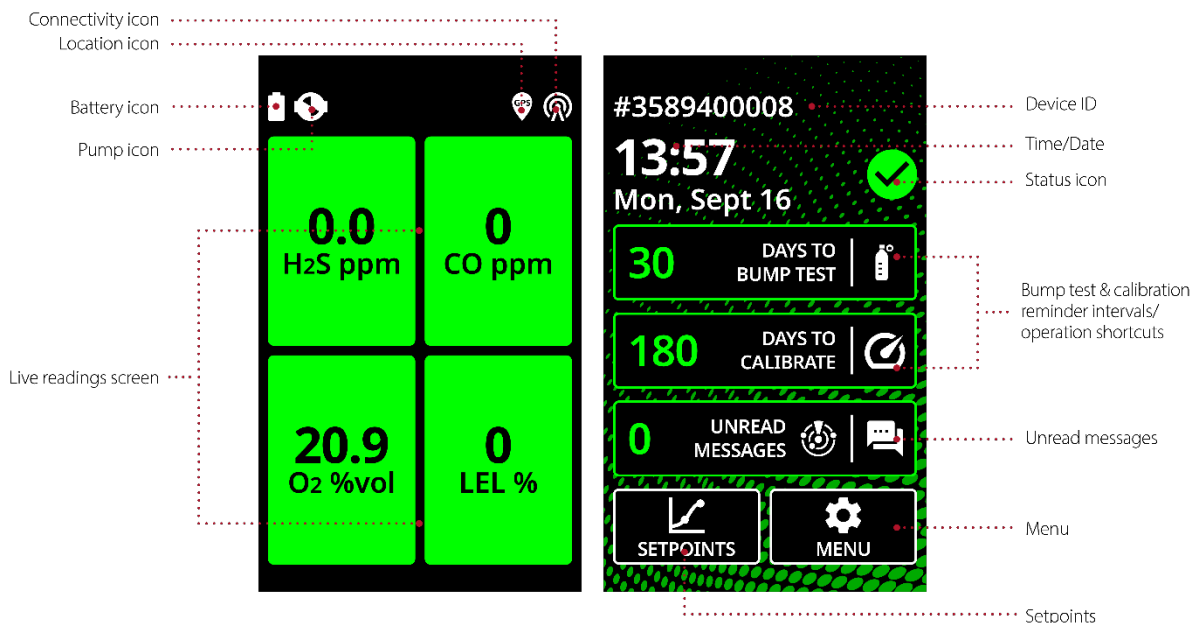 Connectivity icon
Location icon
Battery icon
Pump icon
Live readings screen
GPS
0.0
H2S ppm
0
CO ppm
20.9
O2 %vol
0
LEL %
#3589400008
13:57
Mon, Sept 16
30
DAYS TO
BUMP TEST
180
DAYS TO
CALIBRATE
0
UNREAD
MESSAGES
SETPOINTS
MENU
Device ID
Time/Date
Status icon
Bump test & calibration
reminder intervals/
operation shortcuts
Unread messages
Menu
Setpoints